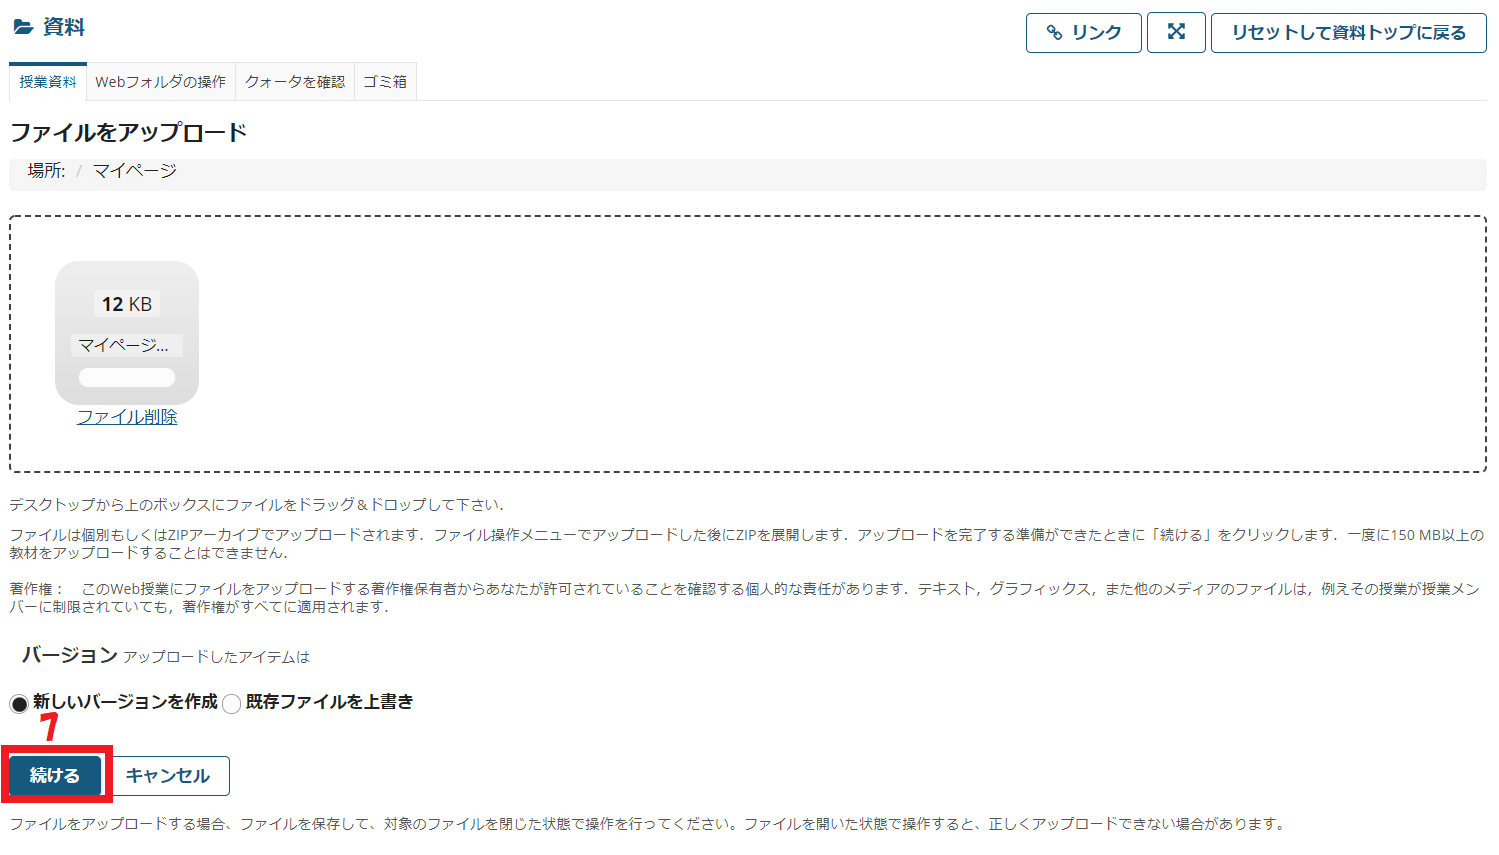 資料
リンク
リセットして資料トップに戻る
授業資料 Webフォルダの操作 クォータを確認 ゴミ箱
ファイルをアップロード
場所: / マイページ
12 KB
マイページ...
ファイル削除
デスクトップから上のボックスにファイルをドラッグ＆ドロップして下さい．
ファイルは個別もしくはZIPアーカイブでアップロードされます．ファイル操作メニューでアップロードした後にZIPを展開します．アップロードを完了する準備ができたときに「続ける」をクリックします．一度に150 MB以上の
教材をアップロードすることはできません．
著作権： このWeb授業にファイルをアップロードする著作権保有者からあなたが許可されていることを確認する個人的な責任があります．テキスト，グラフィックス，また他のメディアのファイルは，例えその授業が授業メン
バーに制限されていても，著作権がすべてに適用されます．
バージョン アップロードしたアイテムは
新しいバージョンを作成 既存ファイルを上書き
7
続ける キャンセル
ファイルをアップロードする場合、ファイルを保存して、対象のファイルを閉じた状態で操作を行ってください。ファイルを開いた状態で操作すると、正しくアップロードできない場合があります。